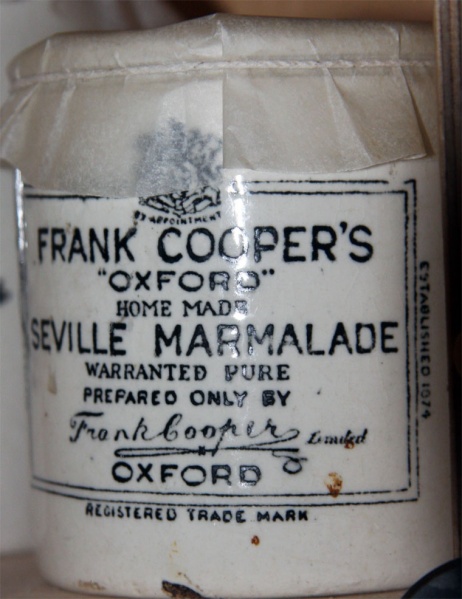 BY APPOINTMENT
FRANK COOPER'S
"OXFORD"
HOME MADE
SEVILLE MARMALADE
WARRANTED PURE
PREPARED ONLY BY
Frank Cooper Limited
OXFORD
REGISTERED TRADE MARK
ESTABLISHED 1874